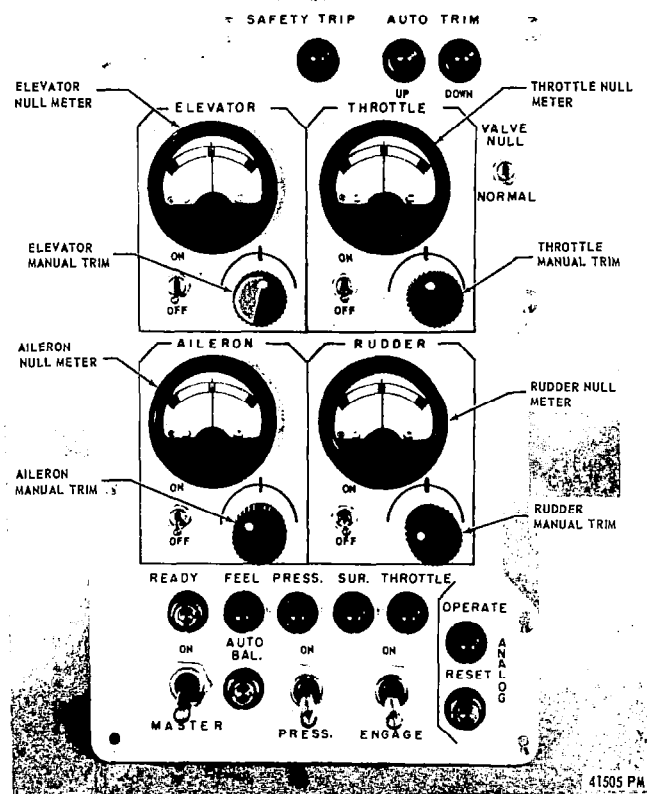 SAFETY TRIP
AUTO TRIM
UP
DOWN
ELEVATOR
NULL METER
THROTTLE NULL
METER
ELEVATOR
THROTTLE
VALVE
NULL
NORMAL
ELEVATOR
MANUAL TRIM
THROTTLE
MANUAL TRIM
ON
OFF
ON
OFF
AILERON
NULL METER
AILERON
RUDDER
RUDDER NULL
METER
AILERON
MANUAL TRIM
RUDDER
MANUAL TRIM
ON
OFF
ON
OFF
READY
FEEL
PRESS.
SUR.
THROTTLE
OPERATE
ANALOG
RESET
ON
AUTO
BAL.
ON
ON
MASTER
PRESS.
ENGAGE
41505 PM